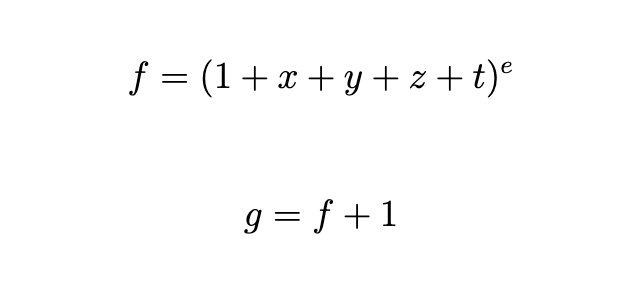 f = (1 + x + y + z + t)^e
g = f + 1